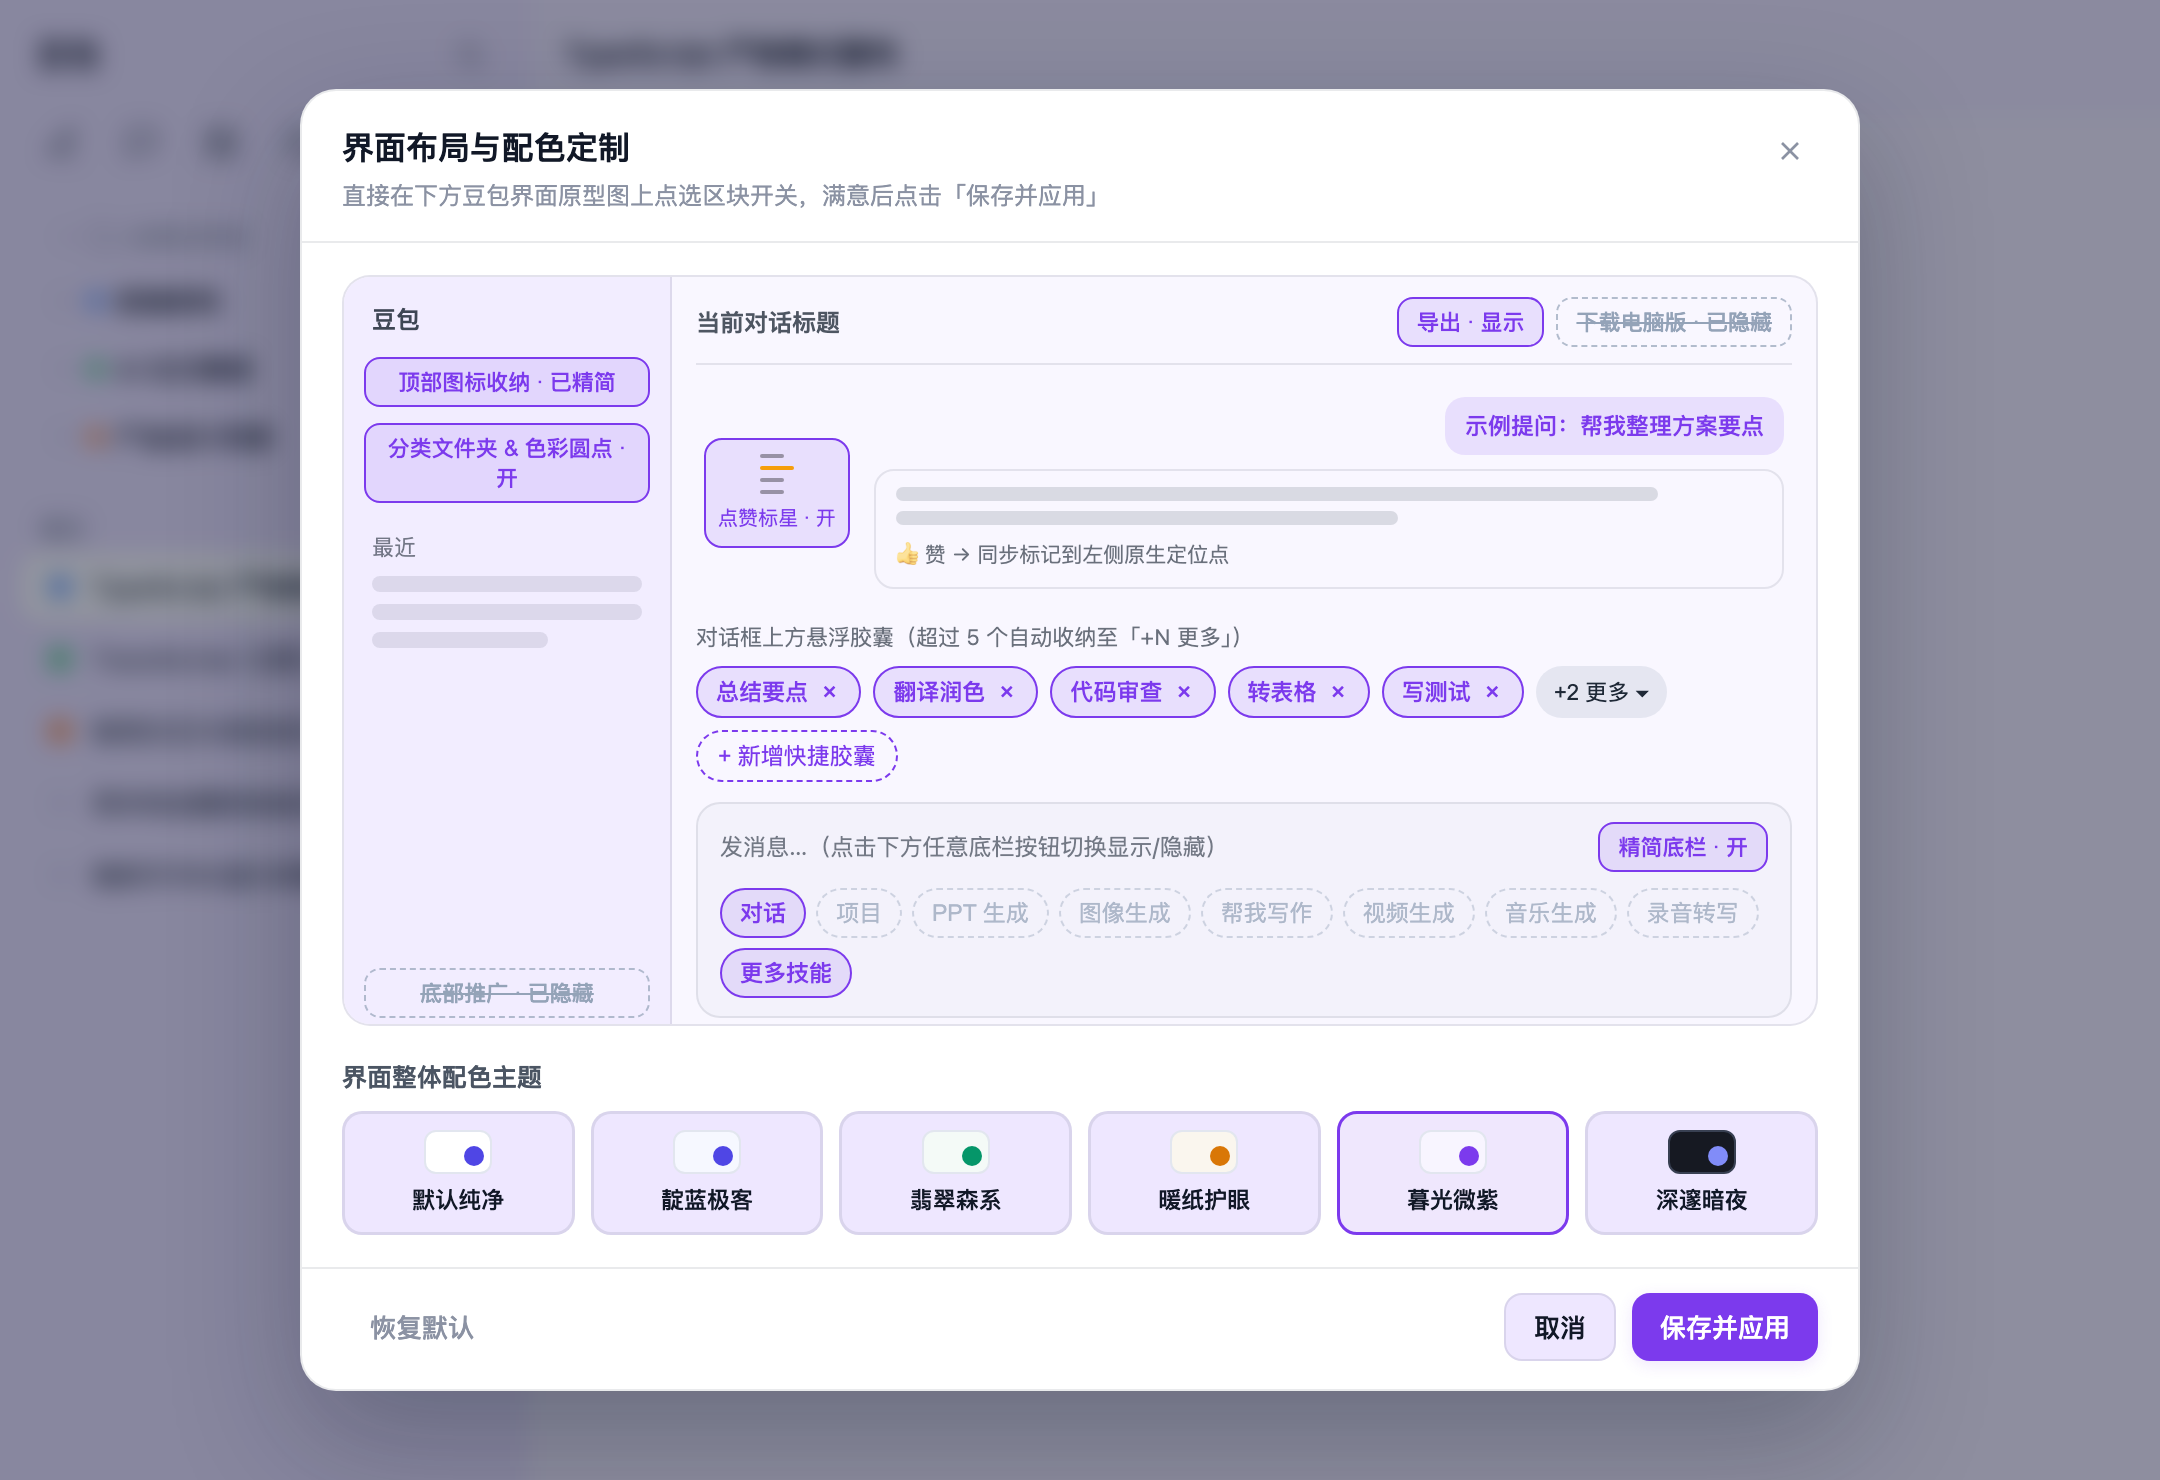 界面布局与配色定制
直接在下方豆包界面原型图上点选区块开关，满意后点击「保存并应用」
豆包
顶部图标收纳 · 已精简
分类文件夹 & 色彩圆点 ·
开
最近
底部推广 · 已隐藏
当前对话标题
导出 · 显示
下载电脑版 · 已隐藏
示例提问：帮我整理方案要点
点赞标星 · 开
👍 赞 → 同步标记到左侧原生定位点
对话框上方悬浮胶囊（超过 5 个自动收纳至「+N 更多」）
总结要点 ×
翻译润色 ×
代码审查 ×
转表格 ×
写测试 ×
+2 更多
+ 新增快捷胶囊
发消息...（点击下方任意底栏按钮切换显示/隐藏）
精简底栏 · 开
对话
项目
PPT 生成
图像生成
帮我写作
视频生成
音乐生成
录音转写
更多技能
界面整体配色主题
默认纯净
靛蓝极客
翡翠森系
暖纸护眼
暮光微紫
深邃暗夜
恢复默认
取消
保存并应用